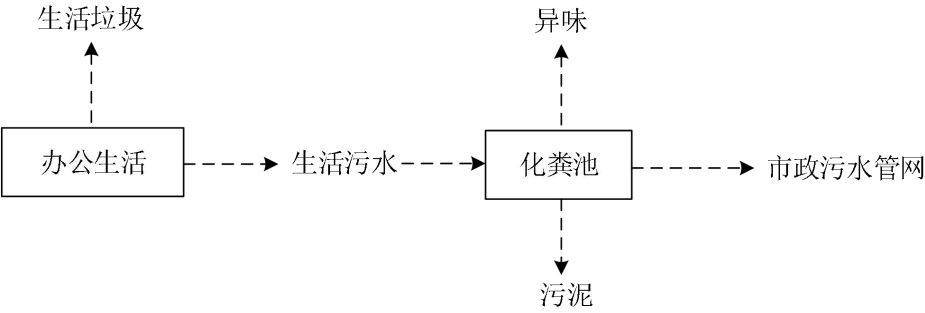 生活垃圾
异味
办公生活
生活污水
化粪池
市政污水管网
污泥